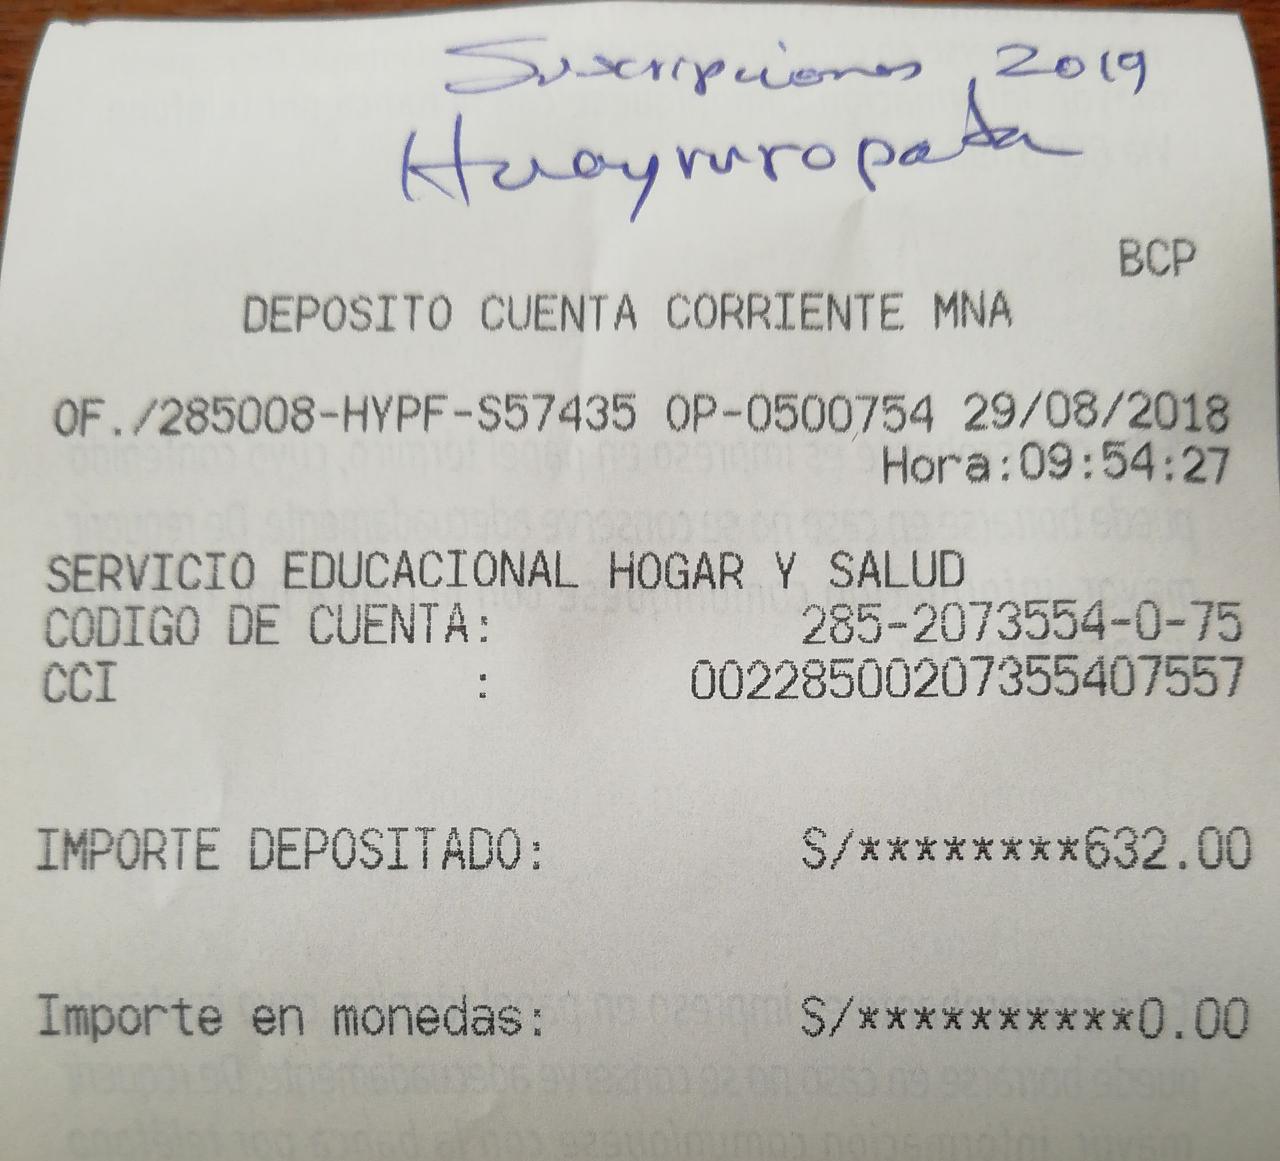 Suscripciones 2019
Huayruropata
BCP
DEPOSITO CUENTA CORRIENTE MNA
OF./285008-HYPF-S57435 OP-0500754 29/08/2018
Hora:09:54:27
SERVICIO EDUCACIONAL HOGAR Y SALUD
CODIGO DE CUENTA: 285-2073554-0-75
CCI : 00228500207355407557
IMPORTE DEPOSITADO: S/********632.00
Importe en monedas: S/**********0.00